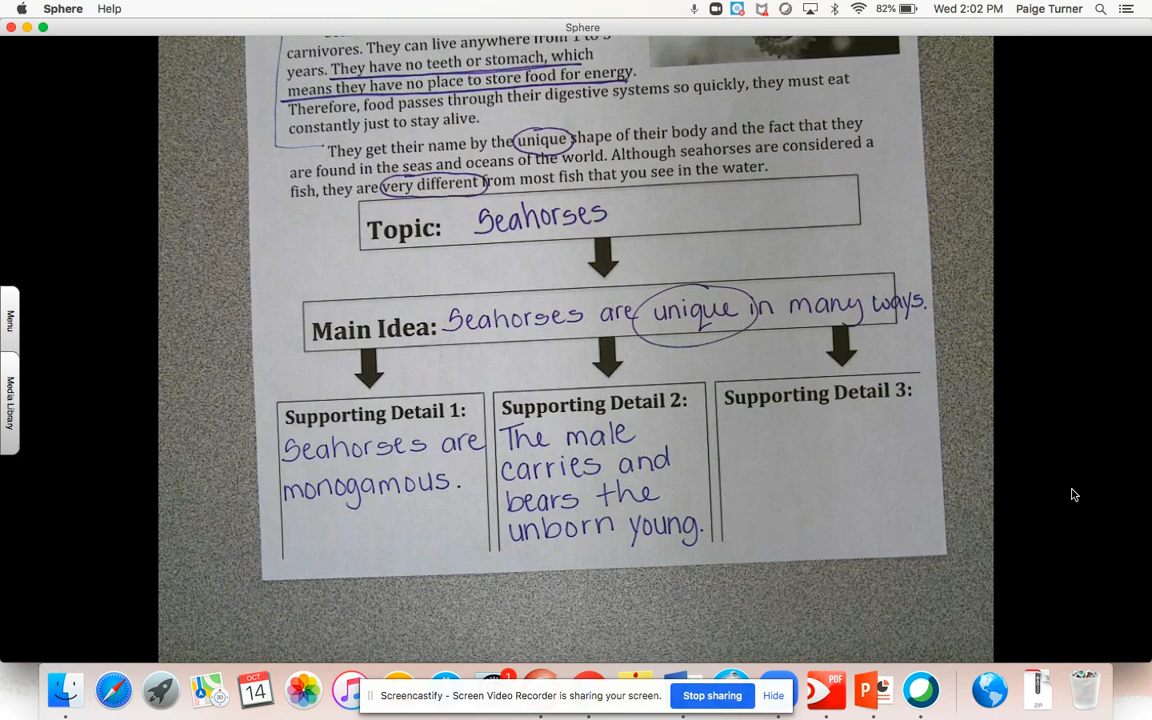 Sphere Help
82% Wed 2:02 PM Paige Turner
Sphere
carnivores. They can live anywhere from 1 to 5
years. They have no teeth or stomach, which
means they have no place to store food for energy.
Therefore, food passes through their digestive systems so quickly, they must eat
constantly just to stay alive.
They get their name by the unique shape of their body and the fact that they
are found in the seas and oceans of the world. Although seahorses are considered a
fish, they are very different from most fish that you see in the water.
Topic: Seahorses
Main Idea: Seahorses are unique in many ways.
Menu
Media Library
Supporting Detail 1:
Seahorses are
monogamous.
Supporting Detail 2:
The male
carries and
bears the
unborn young.
Supporting Detail 3:
OCT
14
1
Screencastify - Screen Video Recorder is sharing your screen.
Stop sharing
Hide
PDF
P
ZIP